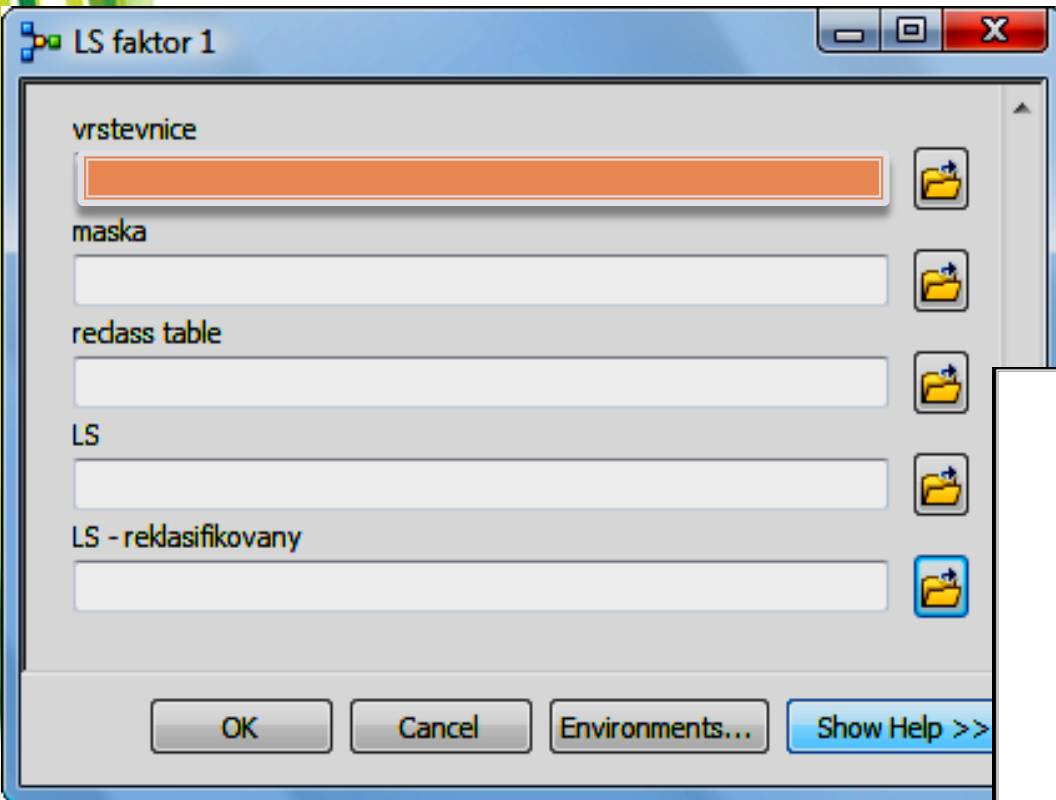 LS faktor 1
vrstevnice
maska
reclass table
LS
LS - reklasifikovany
OK Cancel Environments... Show Help >>